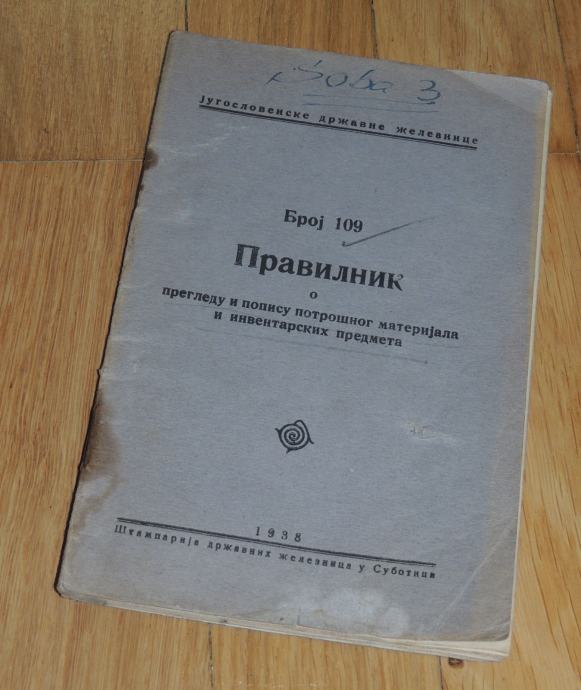 Soba 3
југословенске државне железнице
Број 109
Правилник
о
прегледу и попису потрошног материјала
и инвентарских предмета
1938
Штампарија државних железница у Суботици